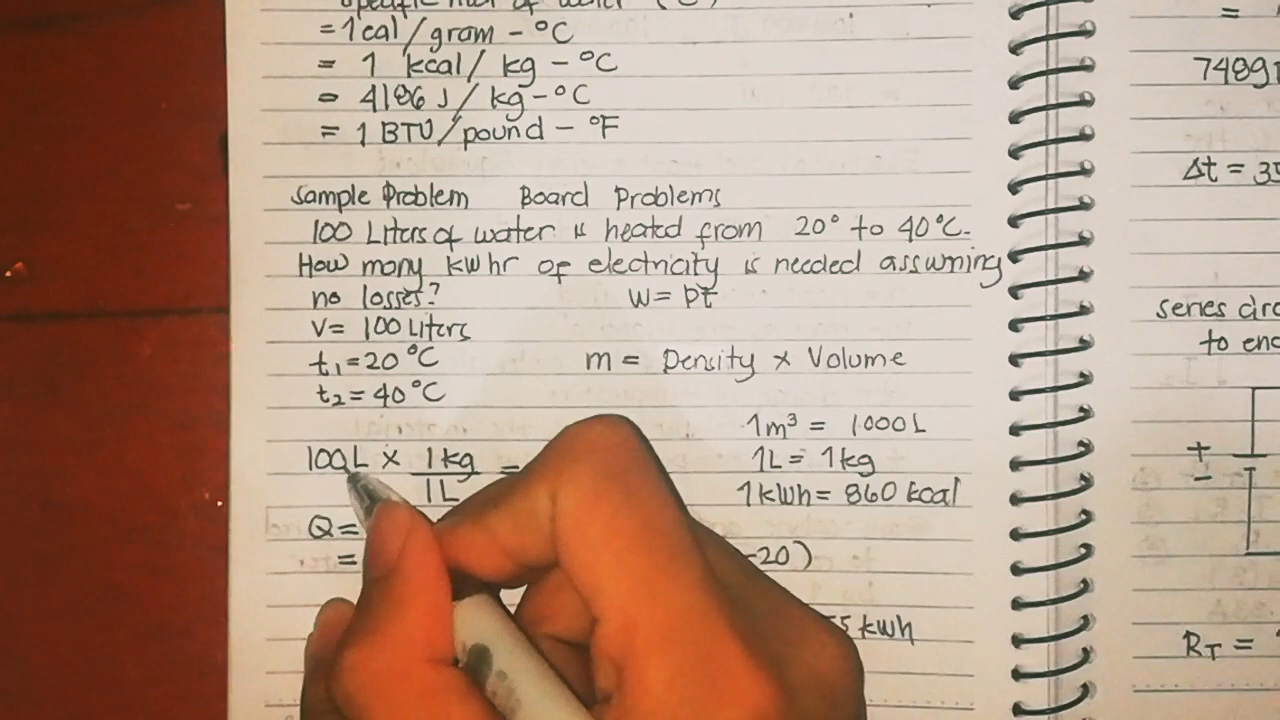 of
= 1 cal/gram - °C
= 1 kcal/ kg - °C
= 4186 J/ kg - °C
= 1 BTU/pound - °F
Sample Problem Board Problems
100 Liters of water is heated from 20° to 40°C.
How many kwhr of electricity is needed assuming
no losses? W = Pt
V = 100 Liters
t₁ = 20°C m = Density x Volume
t₂ = 40°C
1m³ = 1000L
100L x 1kg = 1L = 1kg
1L 1kwh = 860 kcal
Q =
= -20)
kwh
=
Δt =
series
to
+
-
R_T =